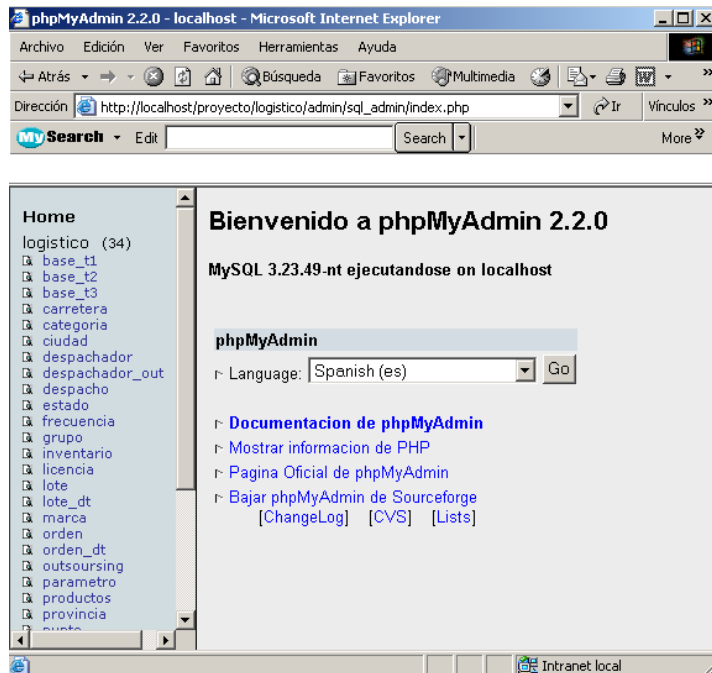 phpMyAdmin 2.2.0 - localhost - Microsoft Internet Explorer
Archivo Edición Ver Favoritos Herramientas Ayuda
Atrás Búsqueda Favoritos Multimedia
Dirección http://localhost/proyecto/logistico/admin/sql_admin/index.php Ir Vínculos »
My Search Edit Search More
Home
logistico (34)
base_t1
base_t2
base_t3
carretera
categoria
ciudad
despachador
despachador_out
despacho
estado
frecuencia
grupo
inventario
licencia
lote
lote_dt
marca
orden
orden_dt
outsoursing
parametro
productos
provincia
Bienvenido a phpMyAdmin 2.2.0
MySQL 3.23.49-nt ejecutandose on localhost
phpMyAdmin
Language: Spanish (es) Go
Documentacion de phpMyAdmin
Mostrar informacion de PHP
Pagina Oficial de phpMyAdmin
Bajar phpMyAdmin de Sourceforge
[ChangeLog] [CVS] [Lists]
Intranet local